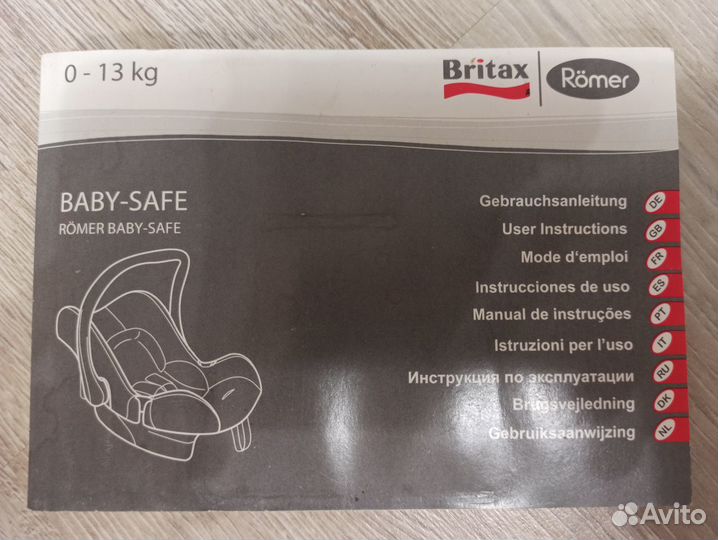 0 - 13 kg
Britax
Römer
BABY-SAFE
RÖMER BABY-SAFE
Gebrauchsanleitung DE
User Instructions GB
Mode d'emploi FR
Instrucciones de uso ES
Manual de instruções PT
Istruzioni per l'uso IT
Инструкция по эксплуатации RU
Brugsvejledning DK
Gebruiksaanwijzing NL
Avito